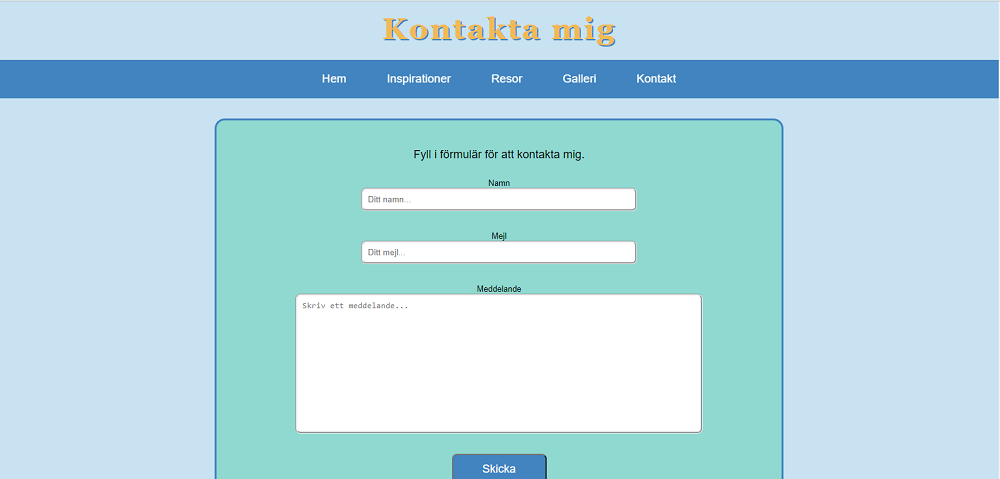 Kontakta mig
Hem Inspirationer Resor Galleri Kontakt
Fyll i förmulär för att kontakta mig.
Namn
Ditt namn...
Mejl
Ditt mejl...
Meddelande
Skriv ett meddelande...
Skicka